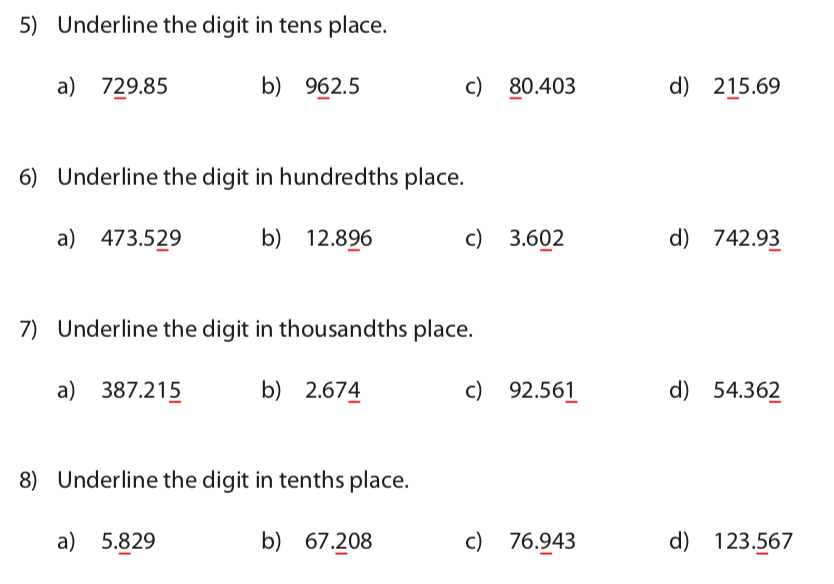 5) Underline the digit in tens place.
a) 729.85 b) 962.5 c) 80.403 d) 215.69
6) Underline the digit in hundredths place.
a) 473.529 b) 12.896 c) 3.602 d) 742.93
7) Underline the digit in thousandths place.
a) 387.215 b) 2.674 c) 92.561 d) 54.362
8) Underline the digit in tenths place.
a) 5.829 b) 67.208 c) 76.943 d) 123.567